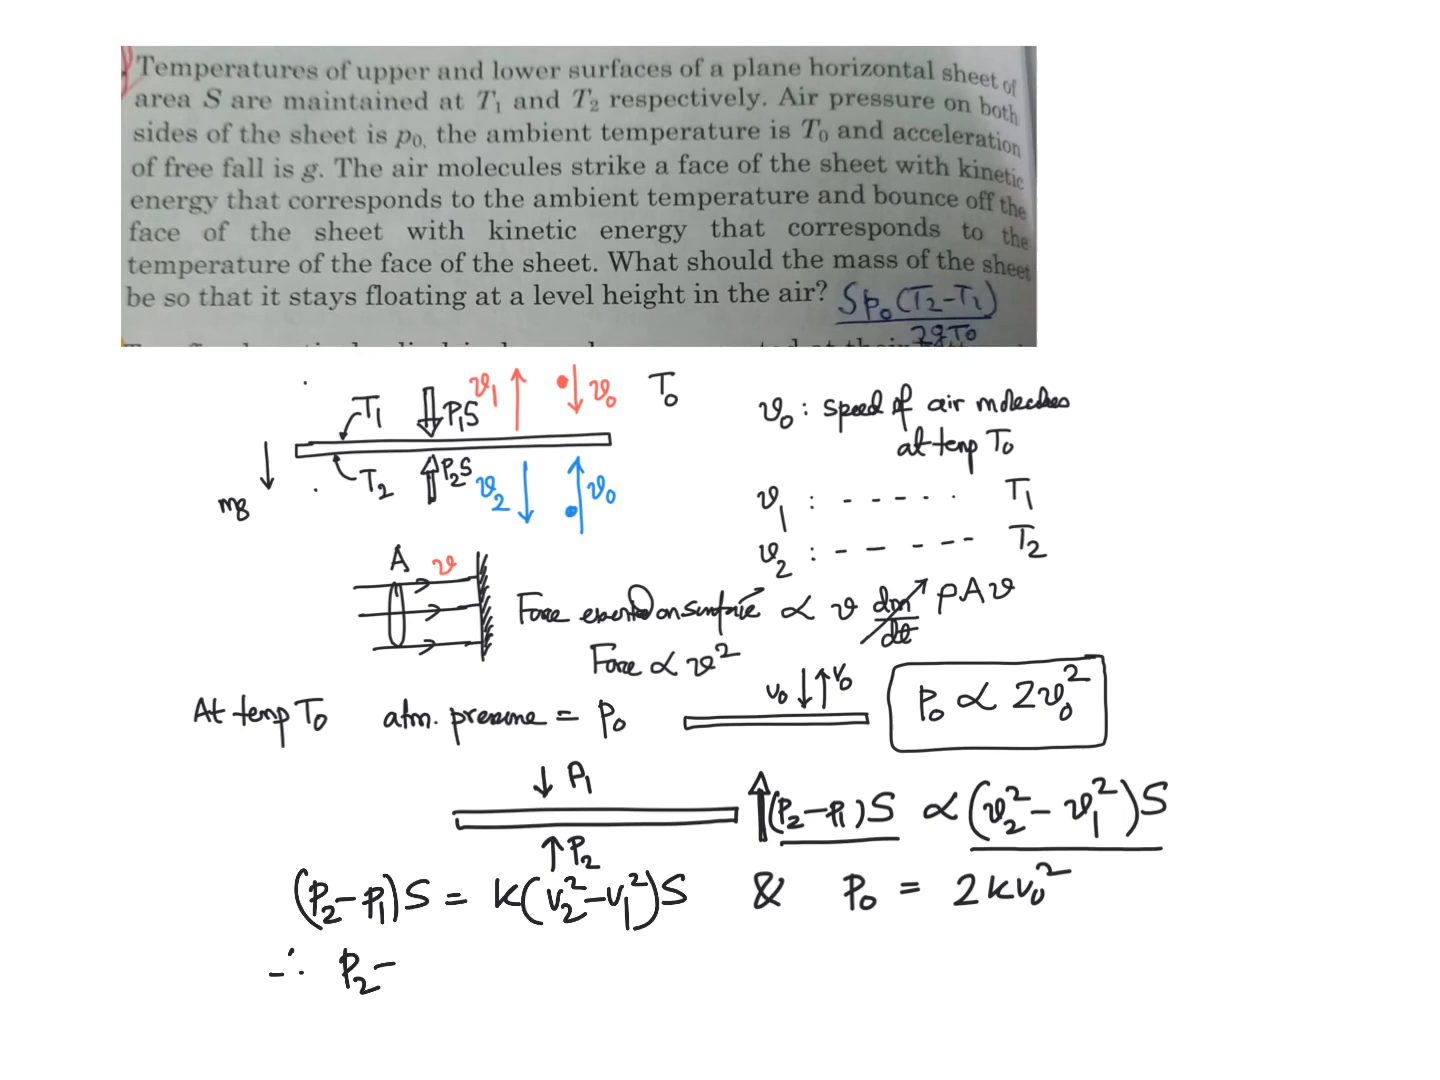 Temperatures of upper and lower surfaces of a plane horizontal sheet of
area S are maintained at T₁ and T₂ respectively. Air pressure on both
sides of the sheet is p₀, the ambient temperature is T₀ and acceleration
of free fall is g. The air molecules strike a face of the sheet with kinetic
energy that corresponds to the ambient temperature and bounce off the
face of the sheet with kinetic energy that corresponds to the
temperature of the face of the sheet. What should the mass of the sheet
be so that it stays floating at a level height in the air? Sp₀(T₂-T₁)/2gT₀
T₁ P₁S v₁ v₀ T₀
T₂ P₂S v₂ v₀
mg
v₀ : speed of air molecules
at temp T₀
v₁ : - - - - - T₁
v₂ : - - - - - T₂
A v
Force exerted on surface ∝ v dm/dt ρAv
Force ∝ v²
At temp T₀ atm. pressure = P₀ v₀ v₀ P₀ ∝ 2v₀²
P₁
P₂
(P₂-P₁)S ∝ (v₂² - v₁²)S
(P₂-P₁)S = K(v₂²-v₁²)S & P₀ = 2Kv₀²
∴ P₂-